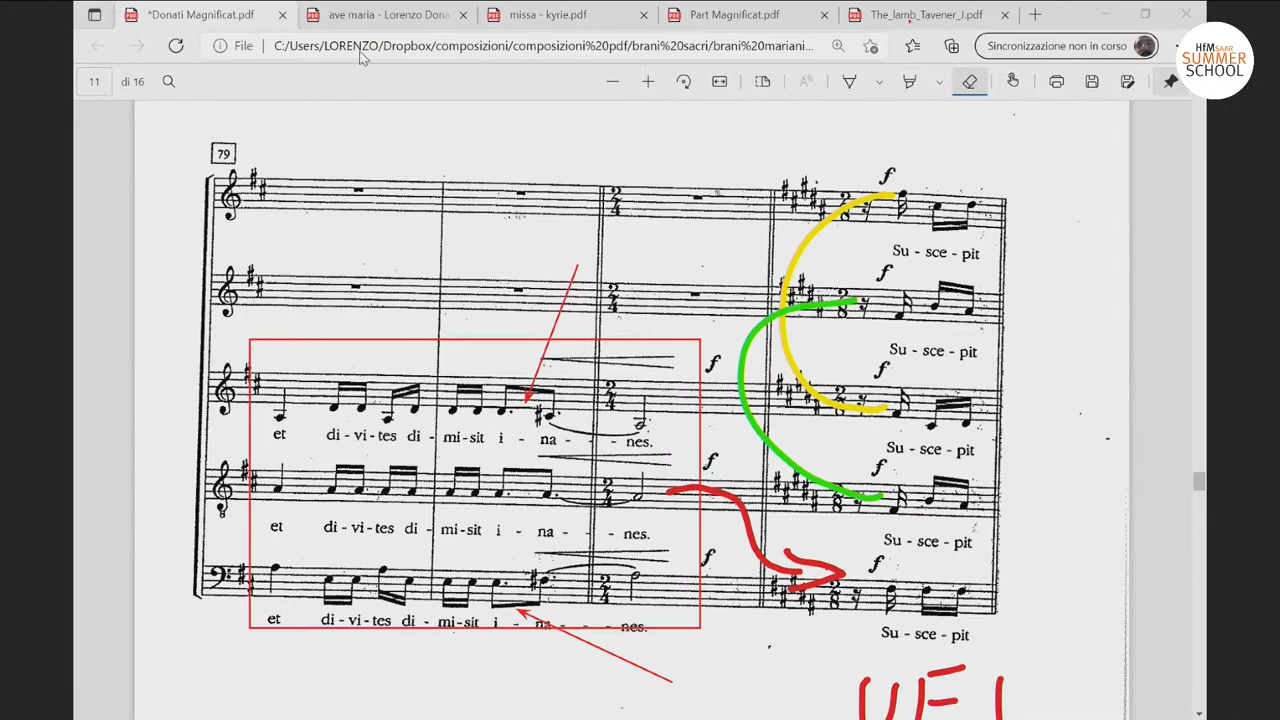 *Donati Magnificat.pdf
ave maria - Lorenzo Dona
missa - kyrie.pdf
Part Magnificat.pdf
The_lamb_Tavener_J.pdf
File
C:/Users/LORENZO/Dropbox/composizioni/composizioni%20pdf/brani%20sacri/brani%20mariani...
Sincronizzazione non in corso
HfMSAAR
SUMMER
SCHOOL
11 di 16
79
f
Su - sce - pit
f
Su - sce - pit
f
f
et di - vi - tes di - mi - sit i - na - - - nes.
Su - sce - pit
f
f
et di - vi - tes di - mi - sit i - na - - - nes.
Su - sce - pit
f
f
et di - vi - tes di - mi - sit i - na - - - nes.
Su - sce - pit